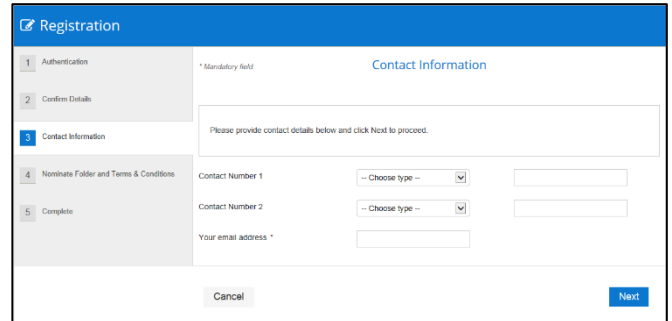 Registration
1 Authentication
2 Confirm Details
3 Contact Information
4 Nominate Folder and Terms & Conditions
5 Complete
* Mandatory field
Contact Information
Please provide contact details below and click Next to proceed.
Contact Number 1 -- Choose type --
Contact Number 2 -- Choose type --
Your email address *
Cancel Next